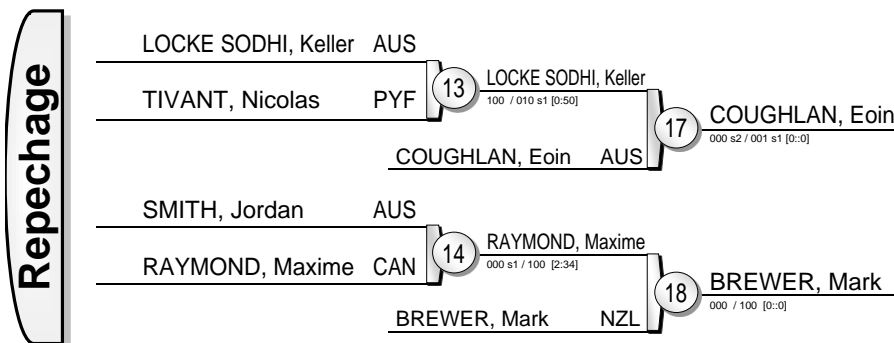 Repechage
LOCKE SODHI, Keller AUS
TIVANT, Nicolas PYF
13
LOCKE SODHI, Keller
100 / 010 s1 [0:50]
COUGHLAN, Eoin AUS
17
COUGHLAN, Eoin
000 s2 / 001 s1 [0::0]
SMITH, Jordan AUS
RAYMOND, Maxime CAN
14
RAYMOND, Maxime
000 s1 / 100 [2:34]
BREWER, Mark NZL
18
BREWER, Mark
000 / 100 [0::0]